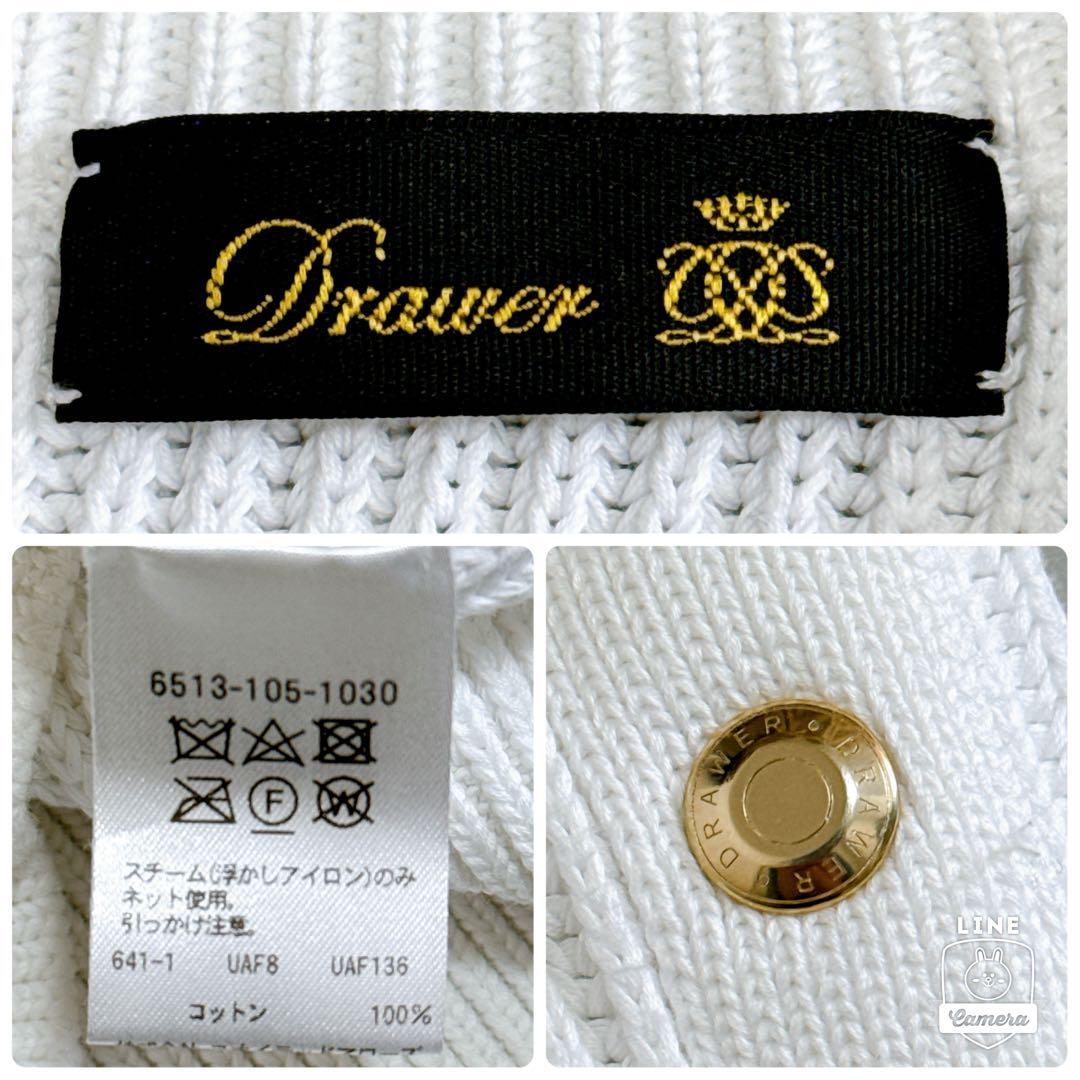 Drawer
6513-105-1030
F
W
スチーム(浮かしアイロン)のみ
ネット使用。
引っかけ注意。
641-1 UAF8 UAF136
コットン 100%
DRAWER • DRAWER • DRAWER
LINE
Camera